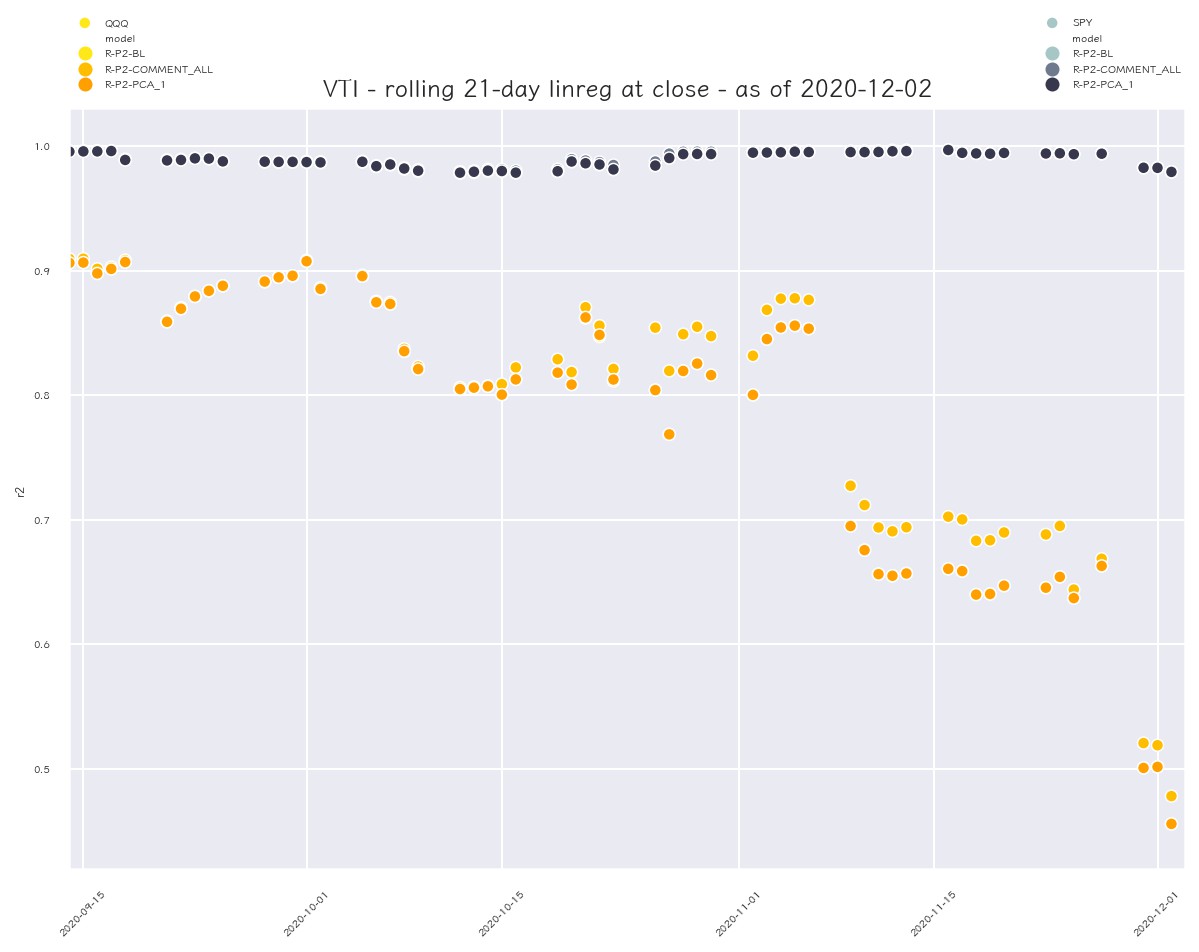 QQQ
model
R-P2-BL
R-P2-COMMENT_ALL
R-P2-PCA_1
SPY
model
R-P2-BL
R-P2-COMMENT_ALL
R-P2-PCA_1
VTI - rolling 21-day linreg at close - as of 2020-12-02
1.0
0.9
0.8
0.7
0.6
0.5
r2
2020-09-15
2020-10-01
2020-10-15
2020-11-01
2020-11-15
2020-12-01